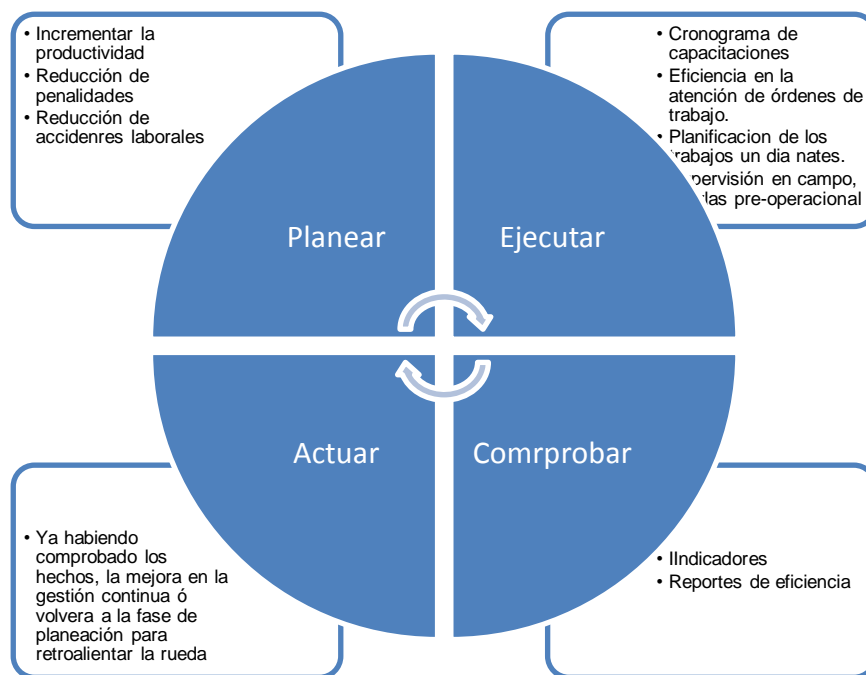 • Incrementar la
productividad
• Reducción de
penalidades
• Reducción de
accidenres laborales
• Cronograma de
capacitaciones
• Eficiencia en la
atención de órdenes de
trabajo.
• Planificacion de los
trabajos un dia nates.
en campo,
pre-operacional
Planear
Ejecutar
Actuar
Comrprobar
• Ya habiendo
comprobado los
hechos, la mejora en la
gestión continua ó
volvera a la fase de
planeación para
retroalientar la rueda
• IIndicadores
• Reportes de eficiencia